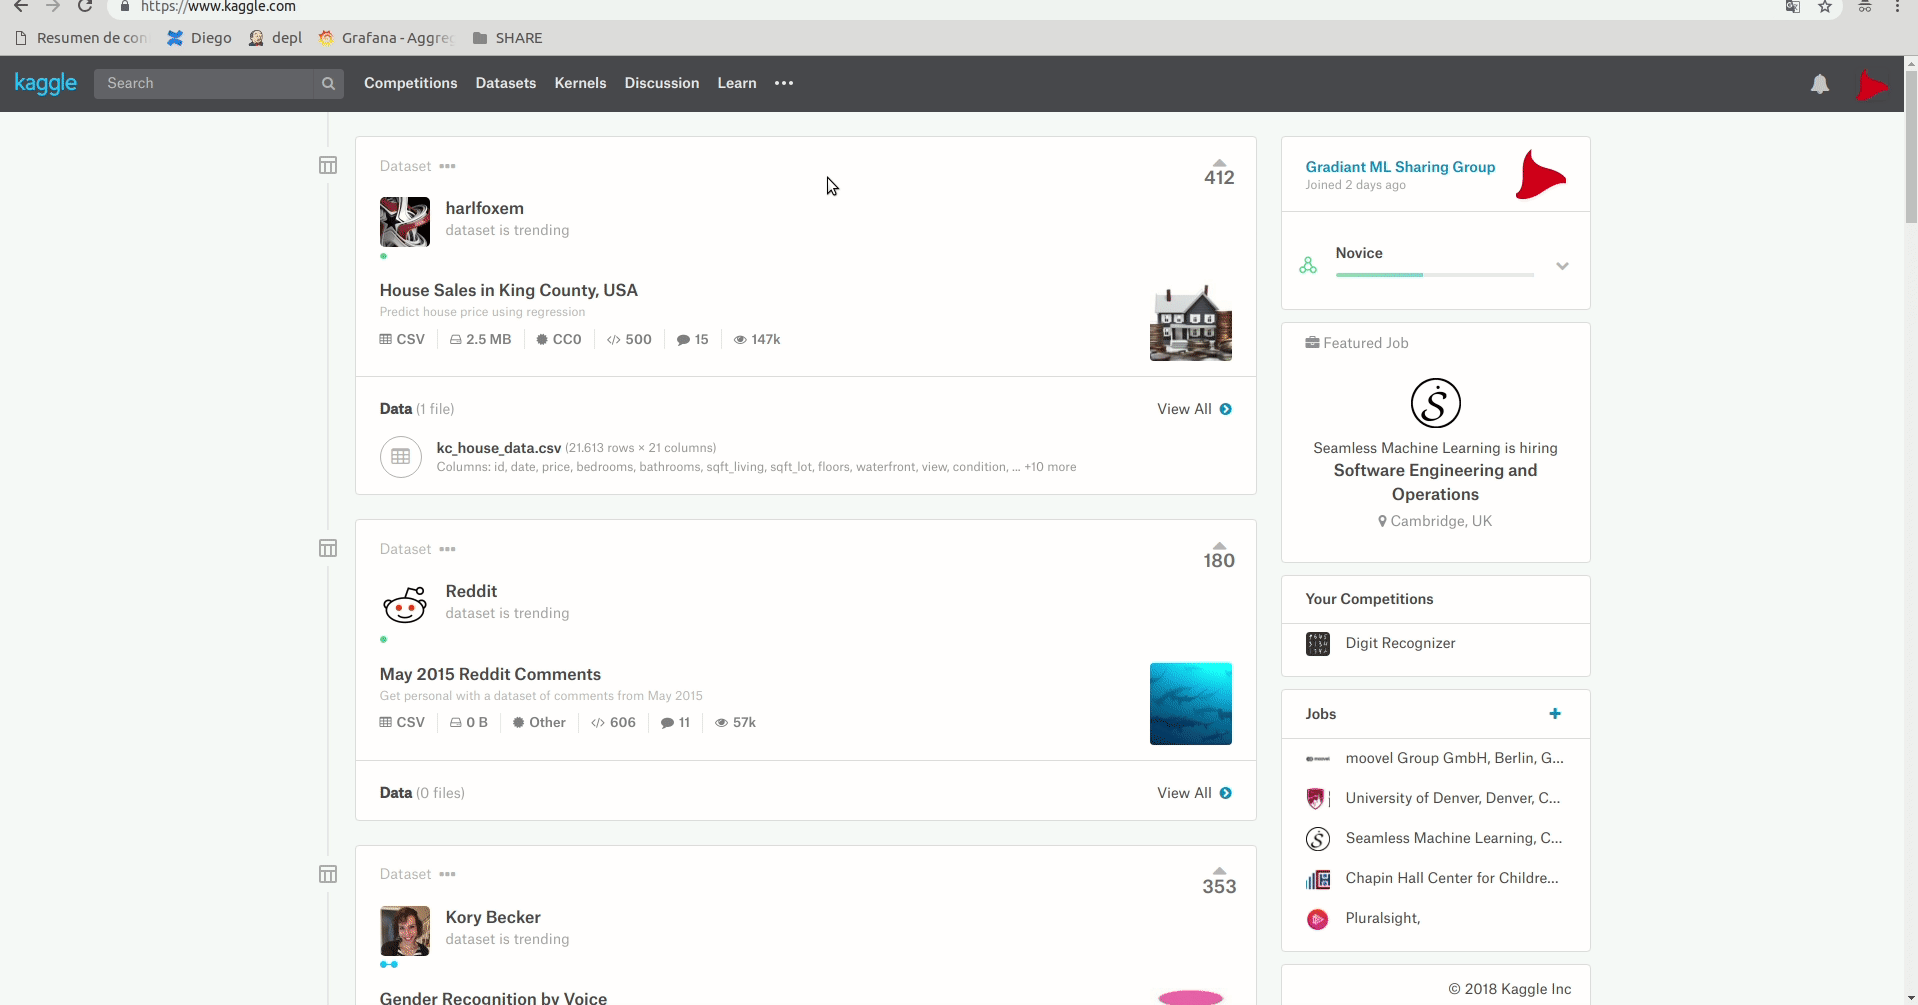 https://www.kaggle.com
Resumen de con
Diego
depl
Grafana - Aggre
SHARE
kaggle
Search
Competitions
Datasets
Kernels
Discussion
Learn
Dataset
412
harlfoxem
dataset is trending
House Sales in King County, USA
Predict house price using regression
CSV
2.5 MB
CC0
500
15
147k
Data (1 file)
View All
kc_house_data.csv (21.613 rows × 21 columns)
Columns: id, date, price, bedrooms, bathrooms, sqft_living, sqft_lot, floors, waterfront, view, condition, ... +10 more
Dataset
180
Reddit
dataset is trending
May 2015 Reddit Comments
Get personal with a dataset of comments from May 2015
CSV
0 B
Other
606
11
57k
Data (0 files)
View All
Dataset
353
Kory Becker
dataset is trending
Gender Recognition by Voice
Gradiant ML Sharing Group
Joined 2 days ago
Novice
Featured Job
Seamless Machine Learning is hiring
Software Engineering and
Operations
Cambridge, UK
Your Competitions
Digit Recognizer
Jobs
moovel Group GmbH, Berlin, G...
University of Denver, Denver, C...
Seamless Machine Learning, C...
Chapin Hall Center for Childre...
Pluralsight,
© 2018 Kaggle Inc